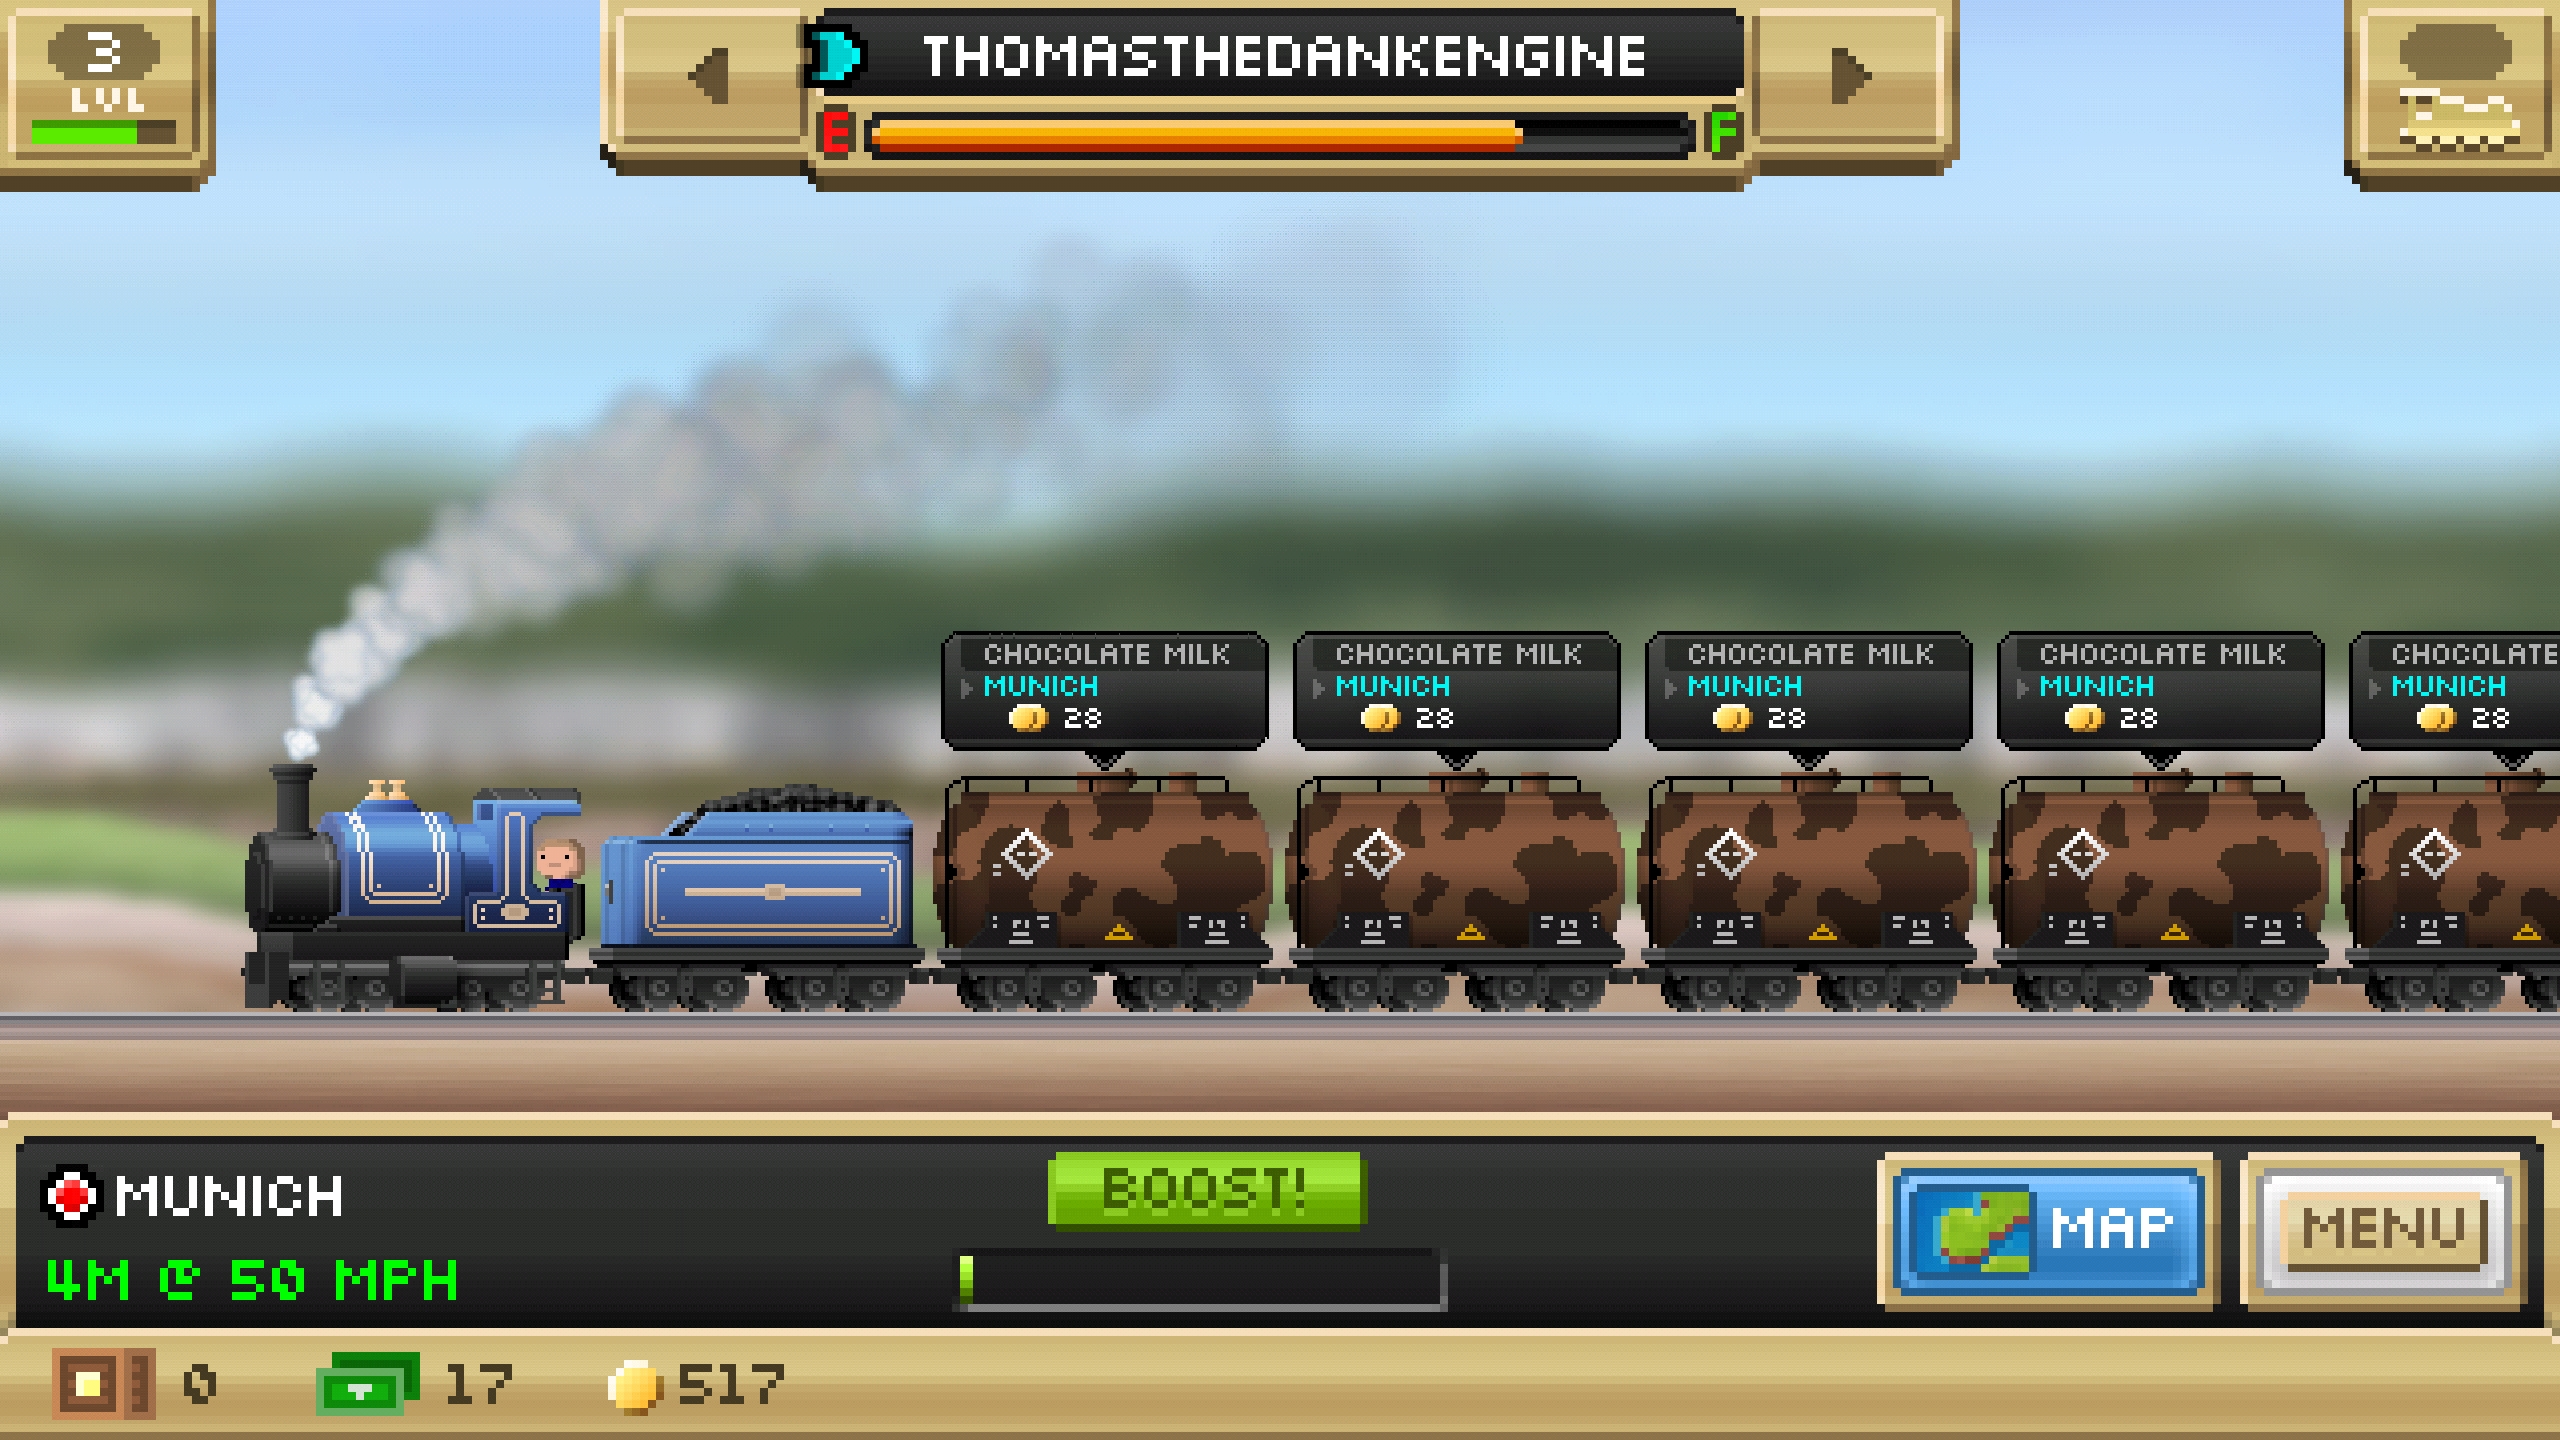 3
LVL
THOMASTHEDANKENGINE
E F
CHOCOLATE MILK
MUNICH
28
CHOCOLATE MILK
MUNICH
28
CHOCOLATE MILK
MUNICH
28
CHOCOLATE MILK
MUNICH
28
CHOCOLATE
MUNICH
28
MUNICH
4M @ 50 MPH
BOOST!
MAP
MENU
0
17
517